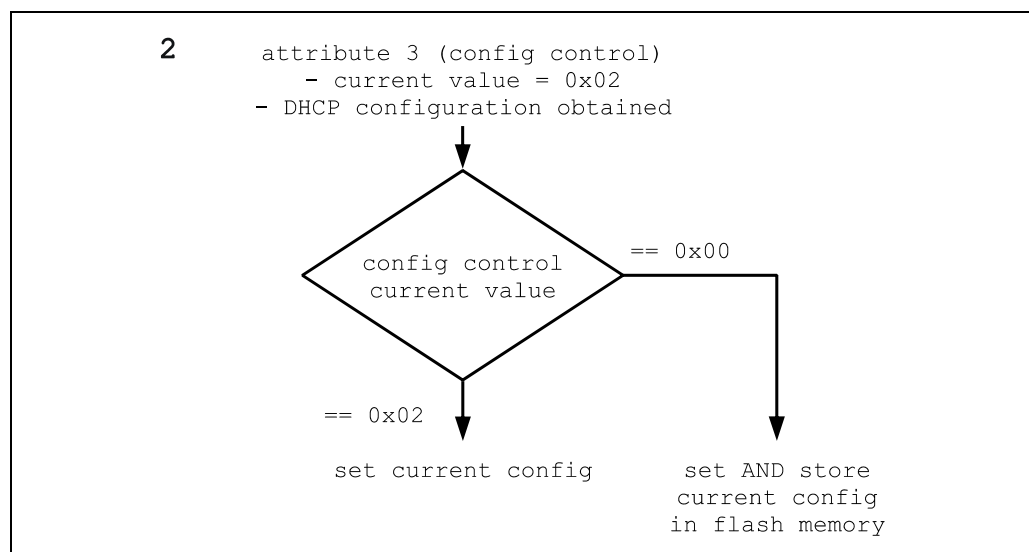 2
attribute 3 (config control)
- current value = 0x02
- DHCP configuration obtained
config control
current value
== 0x00
== 0x02
set current config
set AND store
current config
in flash memory